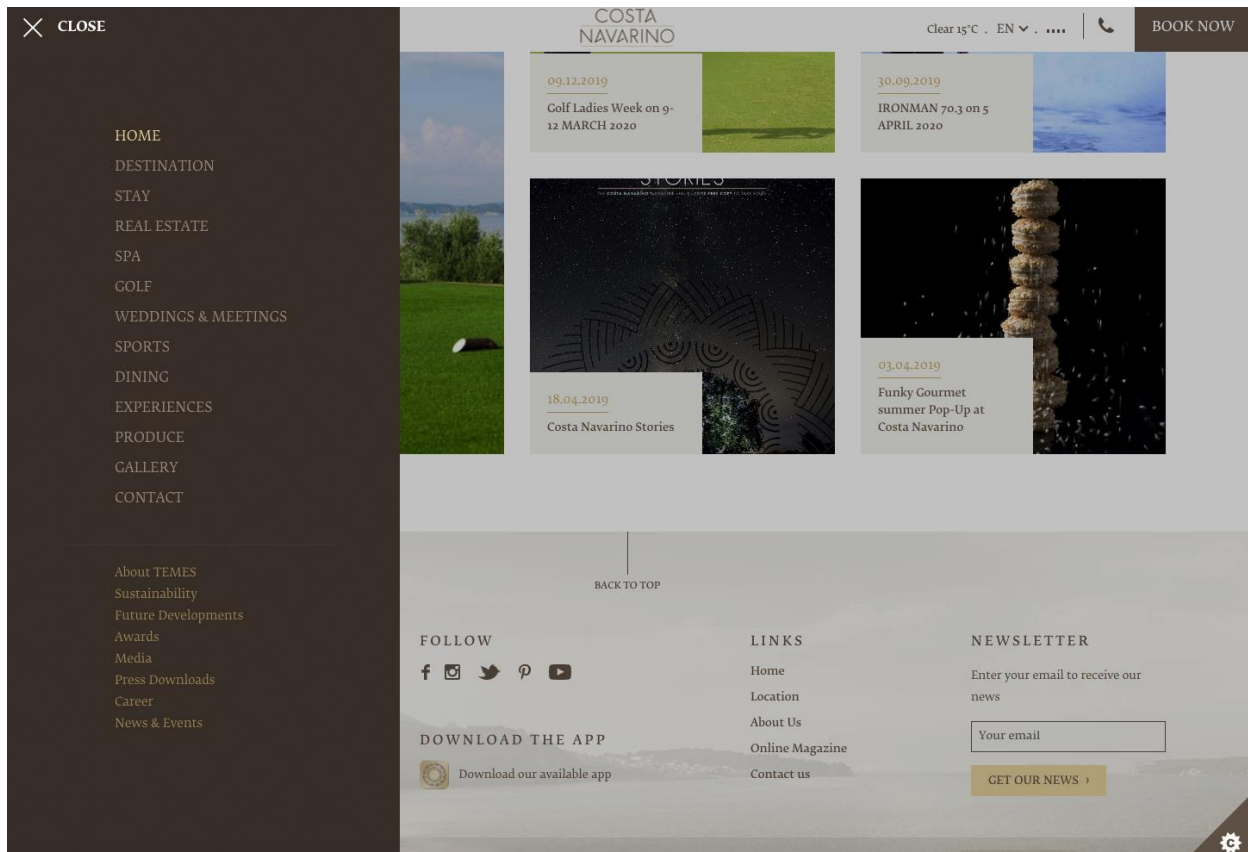 CLOSE
COSTA
NAVARINO
Clear 15°C . EN .
BOOK NOW
HOME
DESTINATION
STAY
REAL ESTATE
SPA
GOLF
WEDDINGS & MEETINGS
SPORTS
DINING
EXPERIENCES
PRODUCE
GALLERY
CONTACT
About TEMES
Sustainability
Future Developments
Awards
Media
Press Downloads
Career
News & Events
09.12.2019
Golf Ladies Week on 9-
12 MARCH 2020
30.09.2019
IRONMAN 70.3 on 5
APRIL 2020
STORIES
18.04.2019
Costa Navarino Stories
03.04.2019
Funky Gourmet
summer Pop-Up at
Costa Navarino
BACK TO TOP
FOLLOW
DOWNLOAD THE APP
Download our available app
LINKS
Home
Location
About Us
Online Magazine
Contact us
NEWSLETTER
Enter your email to receive our
news
Your email
GET OUR NEWS ›